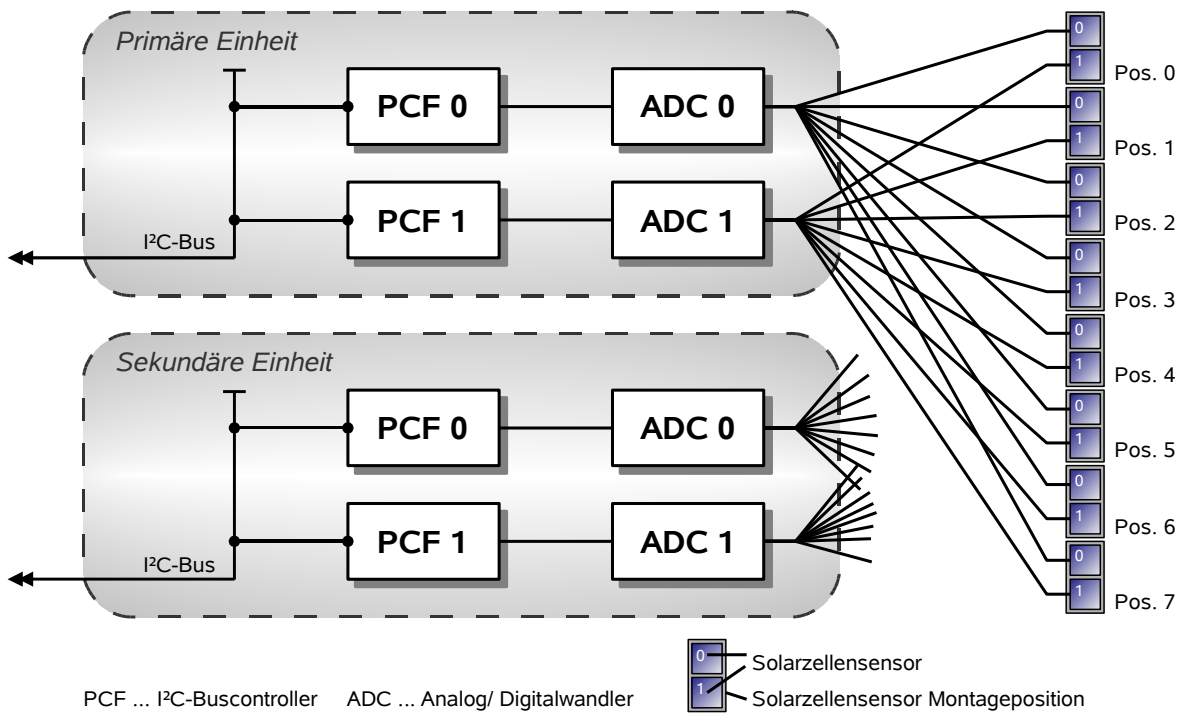 Primäre Einheit
PCF 0
ADC 0
PCF 1
ADC 1
I²C-Bus
0
1
Pos. 0
0
1
Pos. 1
0
1
Pos. 2
0
1
Pos. 3
0
1
Pos. 4
0
1
Pos. 5
0
1
Pos. 6
0
1
Pos. 7
Sekundäre Einheit
PCF 0
ADC 0
PCF 1
ADC 1
I²C-Bus
0
Solarzellensensor
1
Solarzellensensor Montageposition
PCF ... I²C-Buscontroller ADC ... Analog/ Digitalwandler